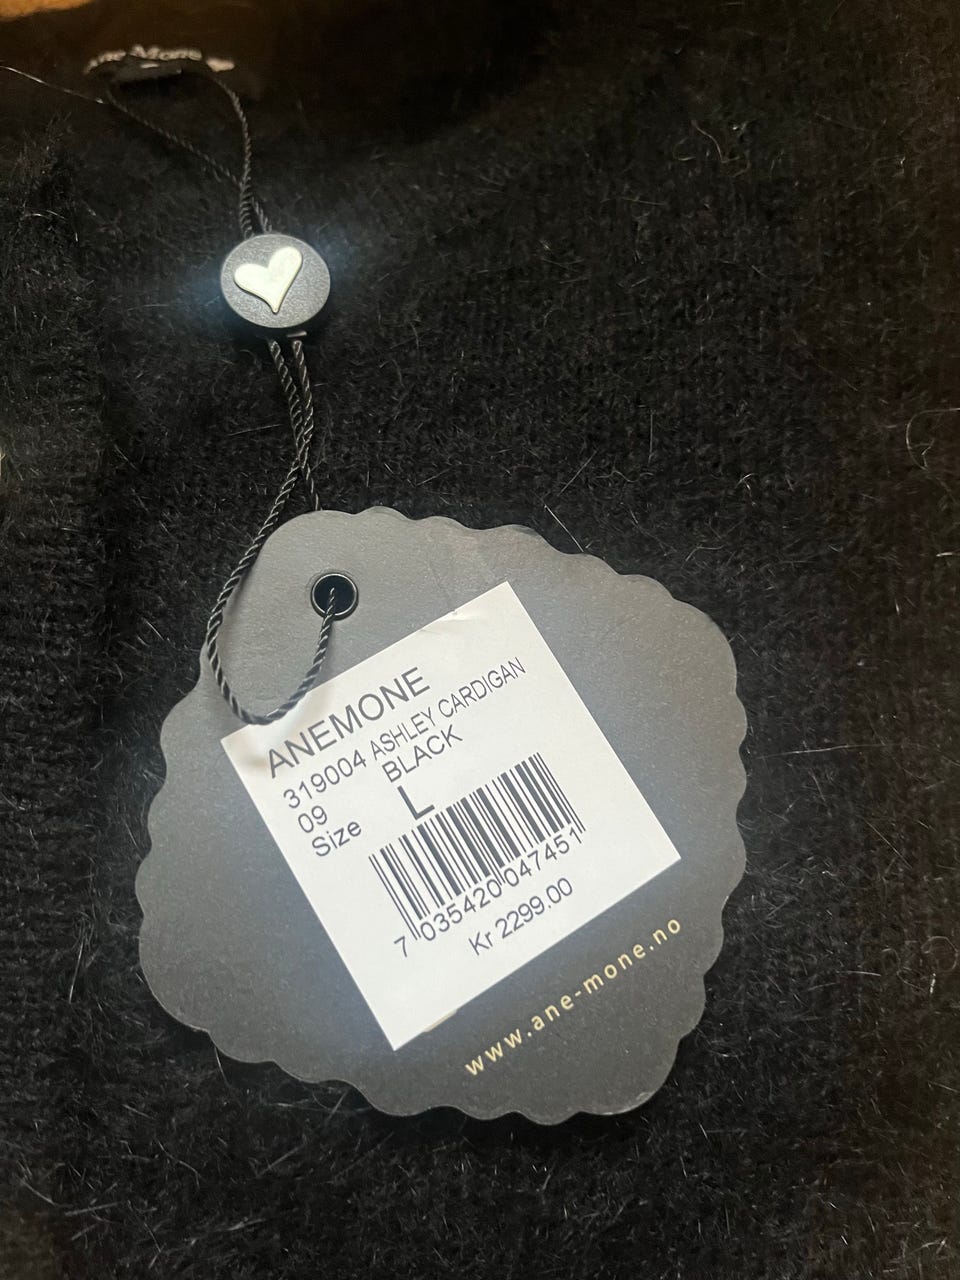 Ane Mone
ANEMONE
319004 ASHLEY CARDIGAN
09 BLACK
Size L
7 035420 047451
Kr 2299.00
www.ane-mone.no